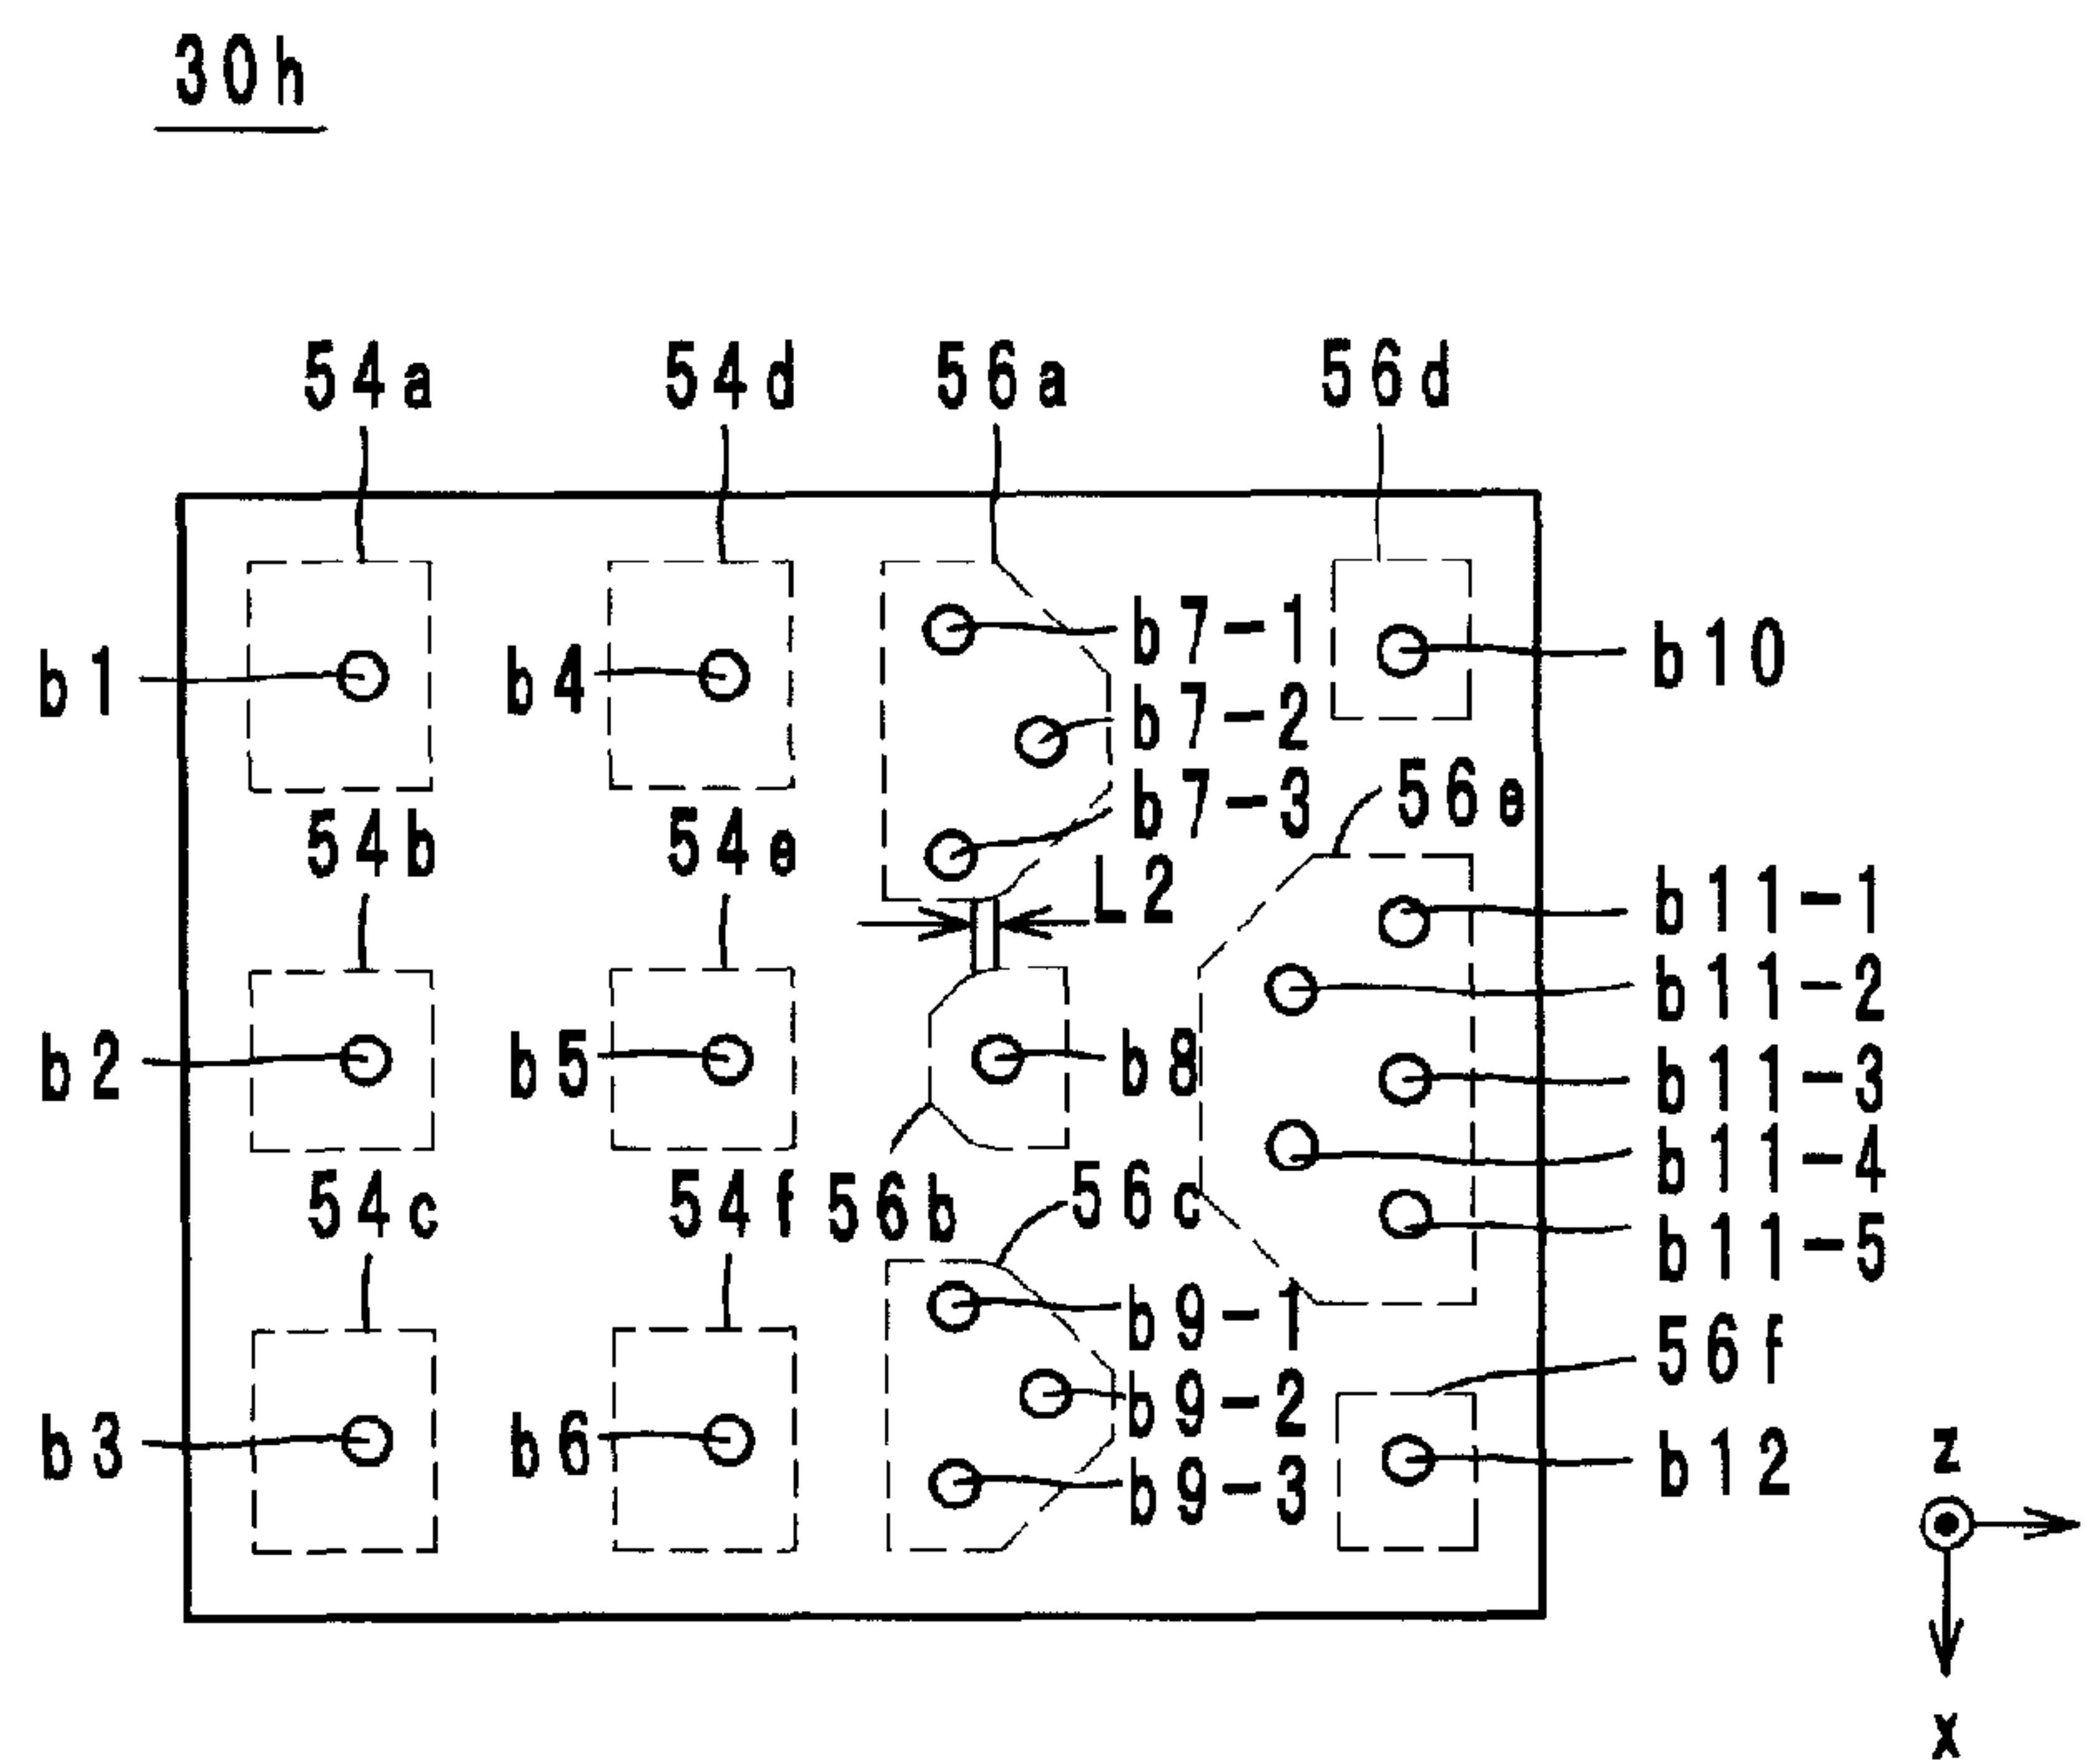 30h
54a 54d 56a 56d
b7-1
b1 b4 b10
b7-2
b7-3 56e
54b 54e
L2 b11-1
b11-2
b2 b5 b8 b11-3
b11-4
54c 54f 56b 56c
b11-5
b9-1
56f
b9-2
b3 b6 b12 z
b9-3
x